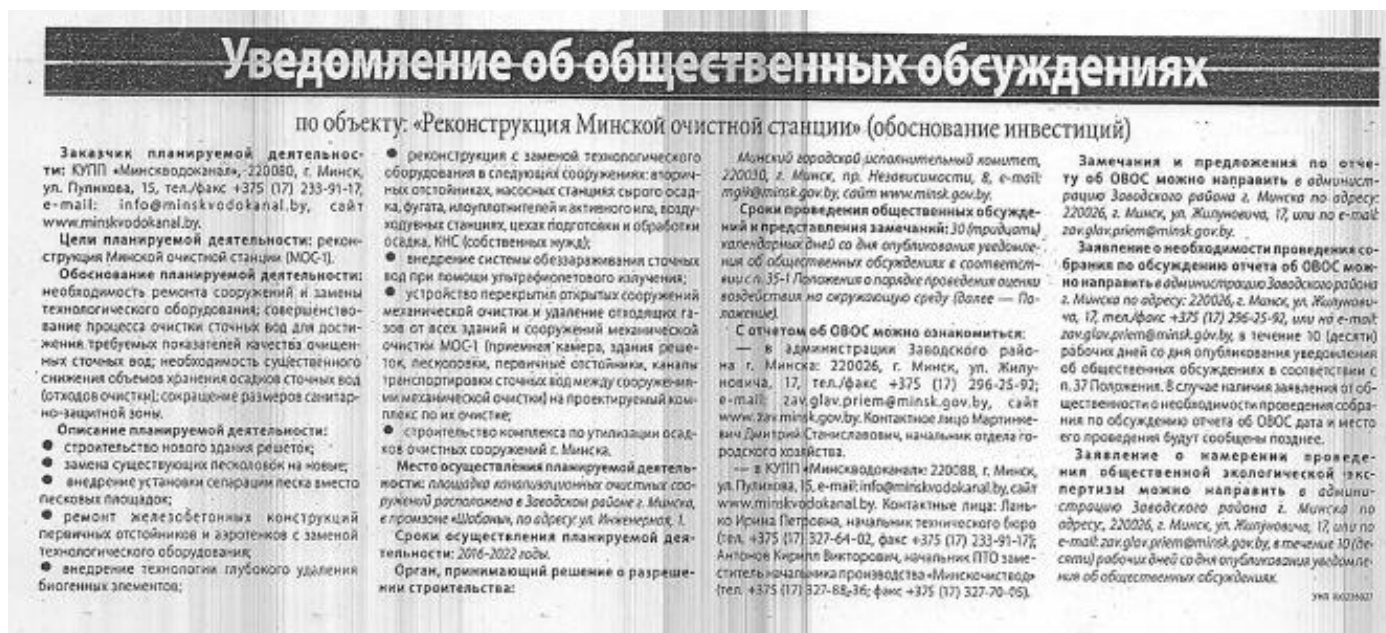 Уведомление об общественных обсуждениях
по объекту: «Реконструкция Минской очистной станции» (обоснование инвестиций)
Заказчик планируемой деятельнос-
ти: КУПП «Минскводоканал», 220030, г. Минск,
ул. Пулихова, 15, тел./факс +375 (17) 233-91-17,
e-mail: info@minskvodokanal.by, сайт
www.minskvodokanal.by.
Цели планируемой деятельности: рекон-
струкция Минской очистной станции (МОС-1).
Обоснование планируемой деятельности:
необходимость ремонта сооружений и замены
технологического оборудования; совершенство-
вание процесса очистки сточных вод для дости-
жения требуемых показателей качества очищен-
ных сточных вод; необходимость существенного
снижения объемов хранения осадков сточных вод
(отходов очистки); сокращение размеров санитар-
но-защитной зоны.
Описание планируемой деятельности:
● строительство нового здания решеток;
● замена существующих песколовок на новые;
● внедрение установки сепарации песка вместо
песковых площадок;
● ремонт железобетонных конструкций
первичных отстойников и аэротенков с заменой
технологического оборудования;
● внедрение технологии глубокого удаления
биогенных элементов;
● реконструкция с заменой технологического
оборудования в следующих сооружениях: вторич-
ных отстойниках, насосных станциях сырого осад-
ка, фугата, илоуплотнителей и активного ила, возду-
ходувных станциях, цехах подготовки и обработки
осадка, КНС (собственных нужд);
● внедрение системы обеззараживания сточных
вод при помощи ультрафиолетового излучения;
● устройство перекрытия открытых сооружений
механической очистки и удаление отходящих га-
зов от всех зданий и сооружений механической
очистки МОС-1 (приемная камера, здания реше-
ток, песколовки, первичные отстойники, каналы
транспортировки сточных вод между сооружения-
ми механической очистки) на проектируемый ком-
плекс по их очистке;
● строительство комплекса по утилизации осад-
ков очистных сооружений г. Минска.
Место осуществления планируемой деятель-
ности: площадка канализационных очистных соо-
ружений расположена в Заводском районе г. Минска,
в промзоне «Шабаны», по адресу: ул. Инженерная, 1.
Сроки осуществления планируемой дея-
тельности: 2016-2022 годы.
Орган, принимающий решение о разреше-
нии строительства:
Минский городской исполнительный комитет,
220030, г. Минск, пр. Независимости, 8, e-mail:
mgik@minsk.gov.by, сайт www.minsk.gov.by.
Сроки проведения общественных обсужде-
ний и представления замечаний: 30 (тридцать)
календарных дней со дня опубликования уведомле-
ния об общественных обсуждениях в соответст-
вии с п. 35-1 Положения о порядке проведения оценки
воздействия на окружающую среду (далее — По-
ложение).
С отчетом об ОВОС можно ознакомиться:
— в администрации Заводского райо-
на г. Минска: 220026, г. Минск, ул. Жилу-
новича, 17, тел./факс +375 (17) 296-25-92;
e-mail: zav.glav.priem@minsk.gov.by, сайт
www.zav.minsk.gov.by. Контактное лицо Мартинке-
вич Дмитрий Станиславович, начальник отдела го-
родского хозяйства.
— в КУПП «Минскводоканал»: 220088, г. Минск,
ул. Пулихова, 15, e-mail: info@minskvodokanal.by, сайт
www.minskvodokanal.by. Контактные лица: Лань-
ко Ирина Петровна, начальник технического бюро
(тел. +375 (17) 327-64-02, факс +375 (17) 233-91-17);
Антонов Кирилл Викторович, начальник ПТО заме-
ститель начальника производства «Минскочиствод»
(тел. +375 (17) 327-88-36; факс +375 (17) 327-70-06).
Замечания и предложения по отче-
ту об ОВОС можно направить в админист-
рацию Заводского района г. Минска по адресу:
220026, г. Минск, ул. Жилуновича, 17, или по e-mail:
zav.glav.priem@minsk.gov.by.
Заявление о необходимости проведения со-
брания по обсуждению отчета об ОВОС мож-
но направить в администрацию Заводского района
г. Минска по адресу: 220026, г. Минск, ул. Жилунови-
ча, 17, тел./факс +375 (17) 296-25-92, или на e-mail:
zav.glav.priem@minsk.gov.by, в течение 10 (десяти)
рабочих дней со дня опубликования уведомления
об общественных обсуждениях в соответствии с
п. 37 Положения. В случае наличия заявления от об-
щественности о необходимости проведения собра-
ния по обсуждению отчета об ОВОС дата и место
его проведения будут сообщены позднее.
Заявление о намерении проведе-
ния общественной экологической экс-
пертизы можно направить в админи-
страцию Заводского района г. Минска по
адресу: 220026, г. Минск, ул. Жилуновича, 17, или по
e-mail: zav.glav.priem@minsk.gov.by, в течение 10 (де-
сяти) рабочих дней со дня опубликования уведомле-
ния об общественных обсуждениях.
УНП